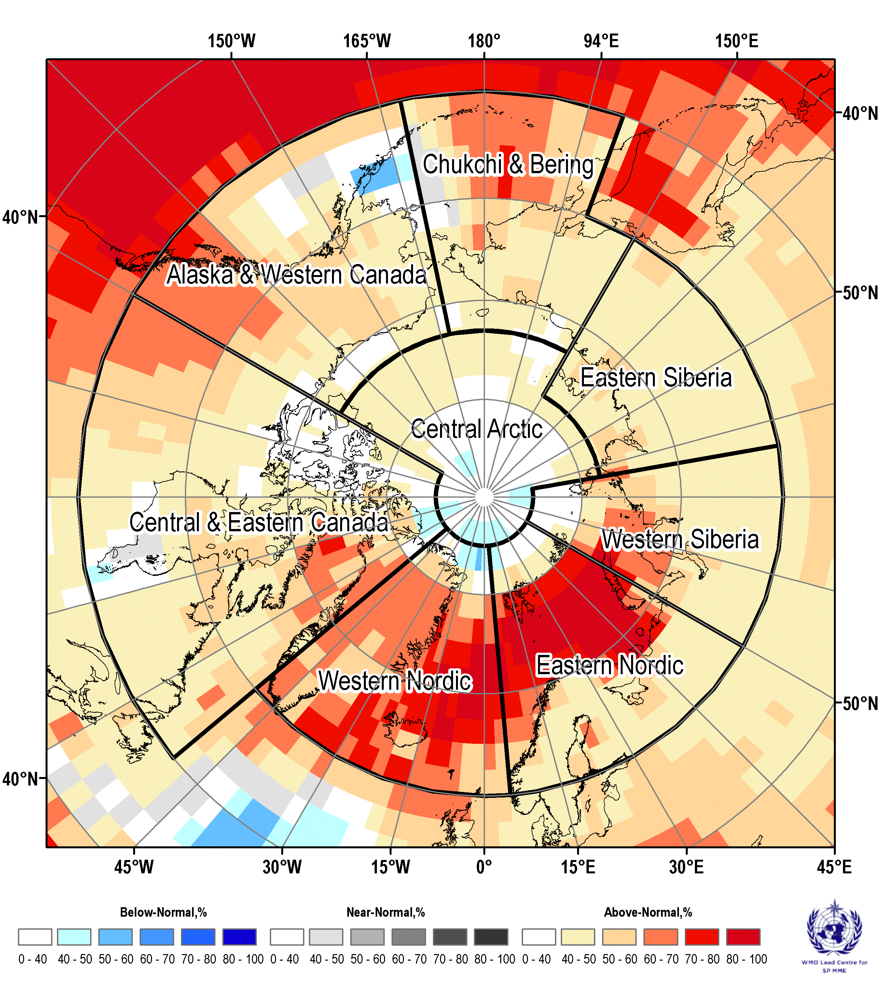 150°W 165°W 180° 94°E 150°E
40°N
Chukchi & Bering
40°N
Alaska & Western Canada
50°N
Eastern Siberia
Central Arctic
Central & Eastern Canada
Western Siberia
Eastern Nordic
Western Nordic
50°N
40°N
45°W 30°W 15°W 0° 15°E 30°E 45°E
Below-Normal,% Near-Normal,% Above-Normal,%
0 - 40 40 - 50 50 - 60 60 - 70 70 - 80 80 - 100 0 - 40 40 - 50 50 - 60 60 - 70 70 - 80 80 - 100 0 - 40 40 - 50 50 - 60 60 - 70 70 - 80 80 - 100
WMO Lead Centre for
SP MME